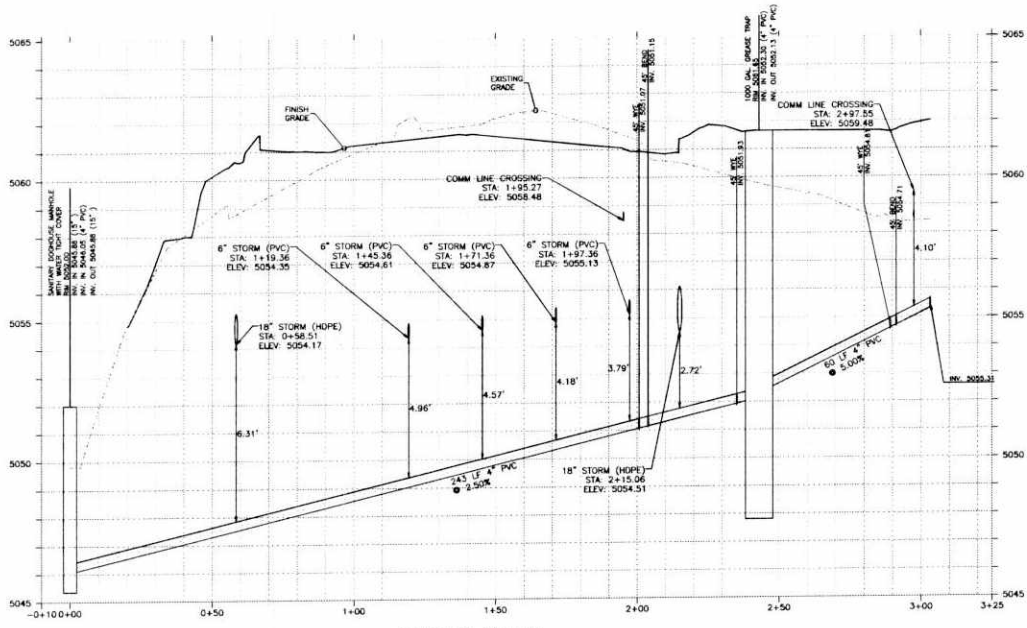 5065
5060
5055
5050
5045
5065
5060
5055
5050
5045
FINISH
GRADE
EXISTING
GRADE
SANITARY DOGHOUSE MANHOLE
WITH WATER TIGHT COVER
INV. IN 5045.88 (15")
INV. IN 5046.05 (4" PVC)
INV. OUT 5045.88 (15")
COMM LINE CROSSING
STA: 1+95.27
ELEV: 5058.48
45° WYE
INV. 5051.07
45° BEND
INV. 5051.15
1000 GAL. GREASE TRAP
INV. IN 5052.30 (4" PVC)
INV. OUT 5052.13 (4" PVC)
COMM LINE CROSSING
STA: 2+97.55
ELEV: 5059.48
45° WYE
INV. 5051.93
45° WYE
45° BEND
INV. 5054.71
18" STORM (HDPE)
STA: 0+58.51
ELEV: 5054.17
6" STORM (PVC)
STA: 1+19.36
ELEV: 5054.35
6" STORM (PVC)
STA: 1+45.36
ELEV: 5054.61
6" STORM (PVC)
STA: 1+71.36
ELEV: 5054.87
6" STORM (PVC)
STA: 1+97.36
ELEV: 5055.13
18" STORM (HDPE)
STA: 2+15.06
ELEV: 5054.51
6.31'
4.96'
4.57'
4.18'
3.79'
2.72'
4.10'
243 LF 4" PVC
@ 2.50%
60 LF 4" PVC
@ 5.00%
INV. 5055.31
-0+10
0+00
0+50
1+00
1+50
2+00
2+50
3+00
3+25